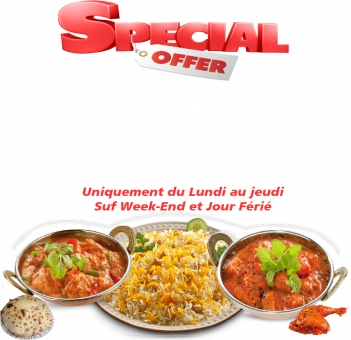 SPECIAL
OFFER
Uniquement du Lundi au jeudi
Suf Week-End et Jour Férié